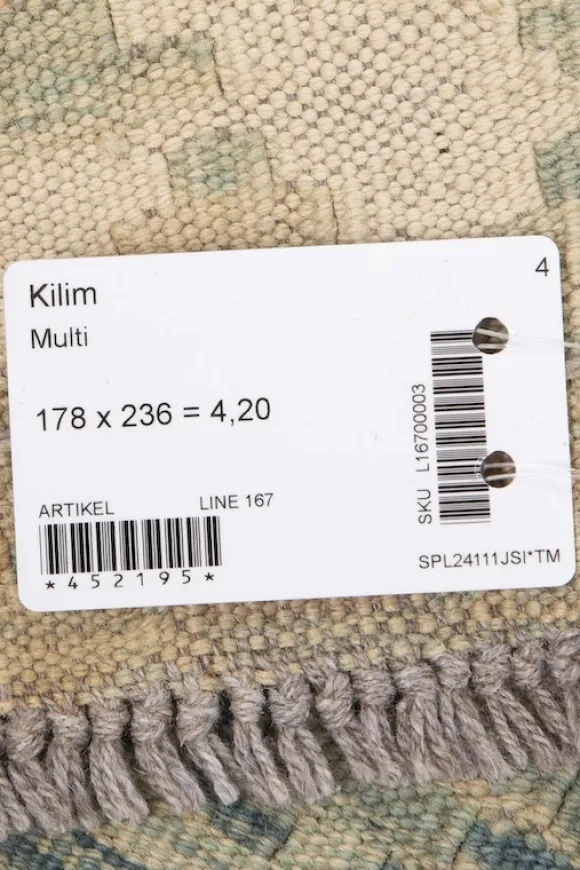 4
Kilim
Multi
178 x 236 = 4,20
SKU L16700003
ARTIKEL LINE 167
*452195*
SPL24111JSI*TM